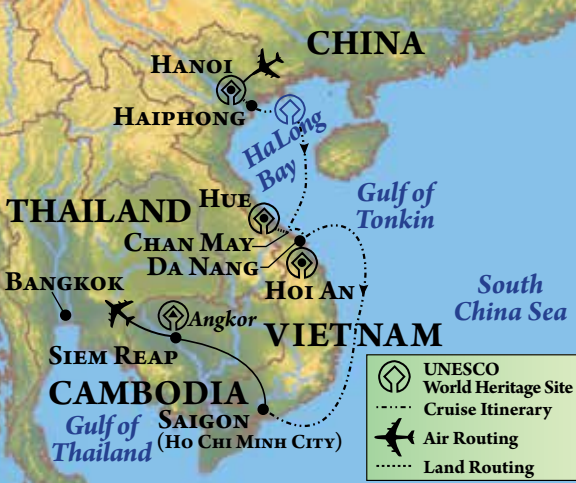 CHINA
HANOI
HAIPHONG
HaLong
Bay
Gulf of
Tonkin
HUE
THAILAND
CHAN MAY
DA NANG
HOI AN
BANGKOK
South
China Sea
Angkor
VIETNAM
SIEM REAP
CAMBODIA
SAIGON
(HO CHI MINH CITY)
Gulf of
Thailand
UNESCO
World Heritage Site
Cruise Itinerary
Air Routing
Land Routing